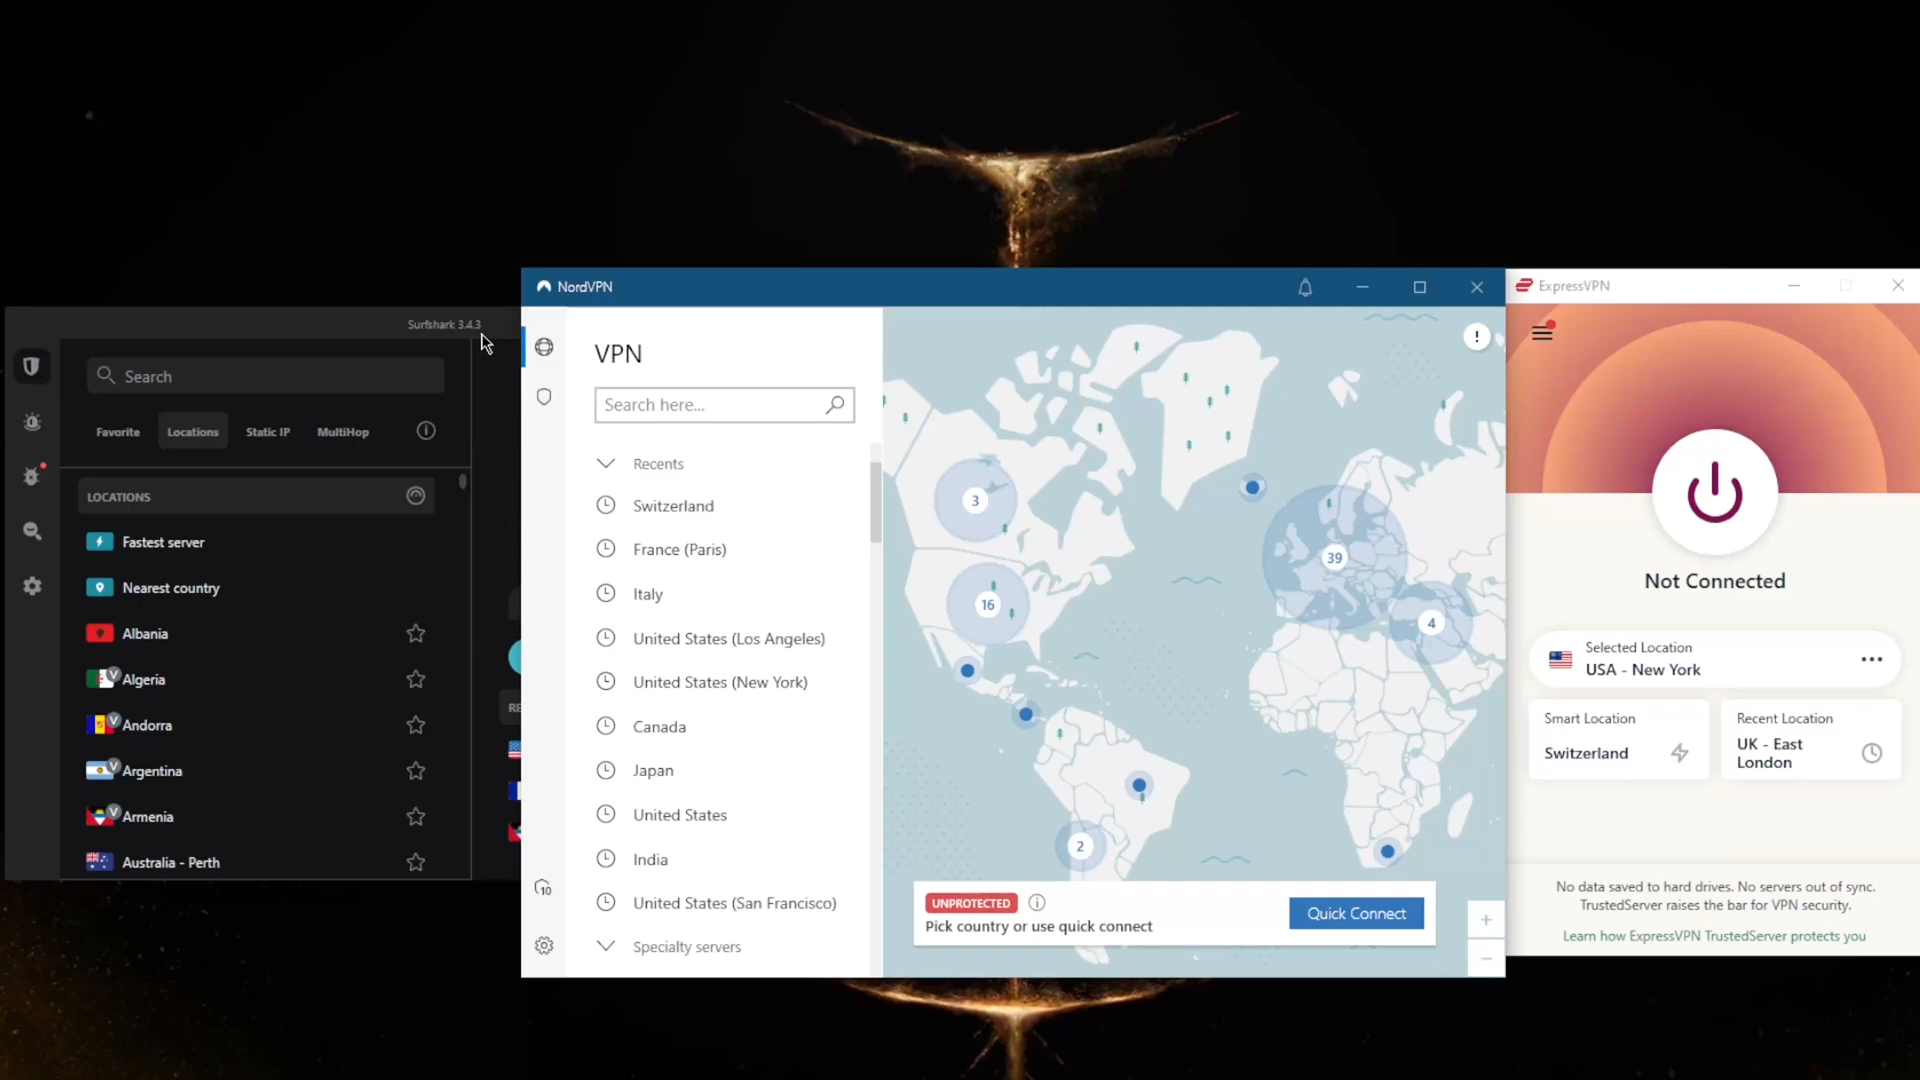 Surfshark 3.4.3
Search
Favorite
Locations
Static IP
MultiHop
LOCATIONS
Fastest server
Nearest country
Albania
V Algeria
V Andorra
V Argentina
V Armenia
Australia - Perth
RE
NordVPN
VPN
Search here...
Recents
Switzerland
France (Paris)
Italy
United States (Los Angeles)
United States (New York)
Canada
Japan
United States
India
United States (San Francisco)
Specialty servers
10
!
3
39
16
4
2
UNPROTECTED
Pick country or use quick connect
Quick Connect
+
−
ExpressVPN
Not Connected
Selected Location
USA - New York
Smart Location
Switzerland
Recent Location
UK - East
London
No data saved to hard drives. No servers out of sync.
TrustedServer raises the bar for VPN security.
Learn how ExpressVPN TrustedServer protects you